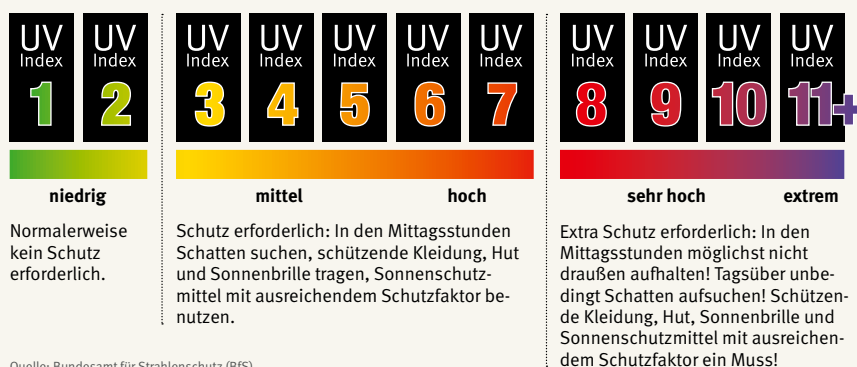 UV Index 1
UV Index 2
UV Index 3
UV Index 4
UV Index 5
UV Index 6
UV Index 7
UV Index 8
UV Index 9
UV Index 10
UV Index 11+
niedrig
Normalerweise
kein Schutz
erforderlich.
mittel
hoch
Schutz erforderlich: In den Mittagsstunden
Schatten suchen, schützende Kleidung, Hut
und Sonnenbrille tragen, Sonnenschutz-
mittel mit ausreichendem Schutzfaktor be-
nutzen.
sehr hoch
extrem
Extra Schutz erforderlich: In den
Mittagsstunden möglichst nicht
draußen aufhalten! Tagsüber unbe-
dingt Schatten aufsuchen! Schützen-
de Kleidung, Hut, Sonnenbrille und
Sonnenschutzmittel mit ausreichen-
dem Schutzfaktor ein Muss!
Quelle: Bundesamt für Strahlenschutz (BfS)